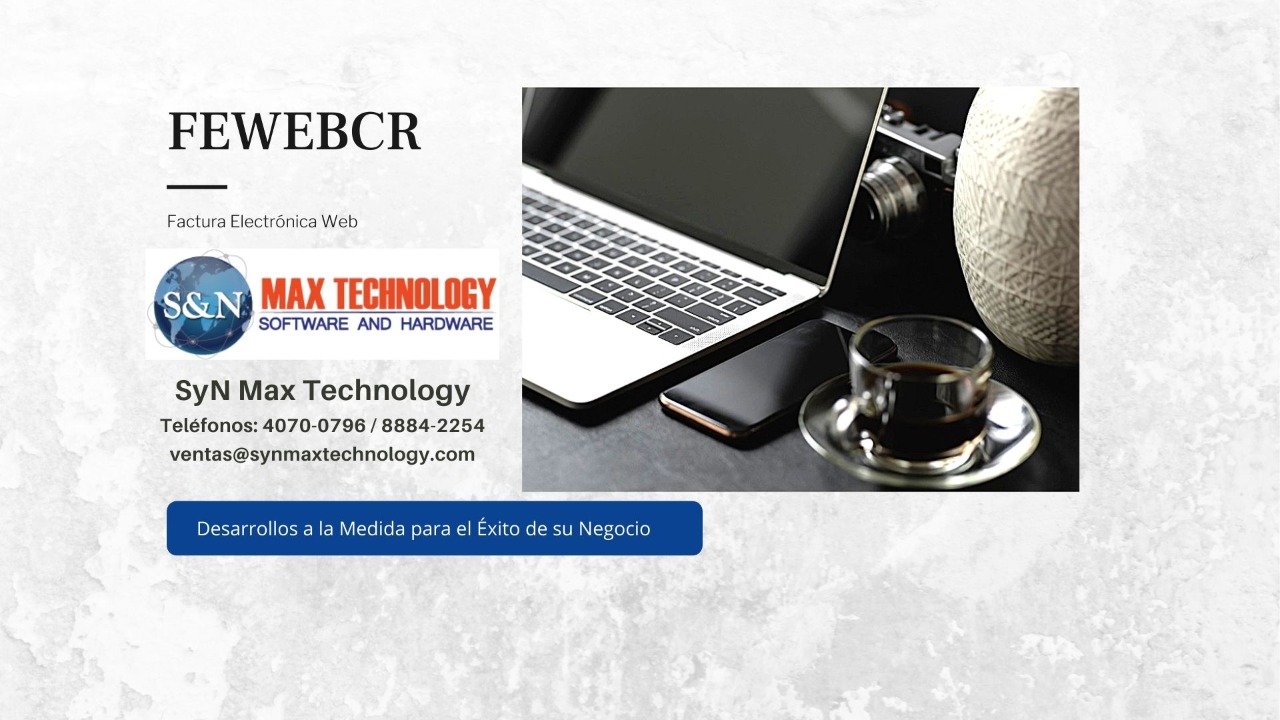 FEWEBCR
Factura Electrónica Web
S&N
MAX TECHNOLOGY
SOFTWARE AND HARDWARE
SyN Max Technology
Teléfonos: 4070-0796 / 8884-2254
ventas@synmaxtechnology.com
Desarrollos a la Medida para el Éxito de su Negocio